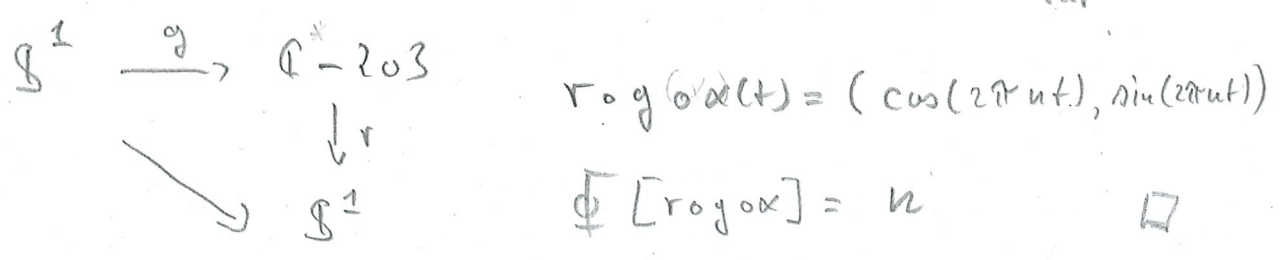 𝕊¹ g→ ℂ - {0}
r∘g∘α(t) = (cos(2πnt), sin(2πnt))
↓ r
𝕊¹
Φ[r∘g∘α] = n □